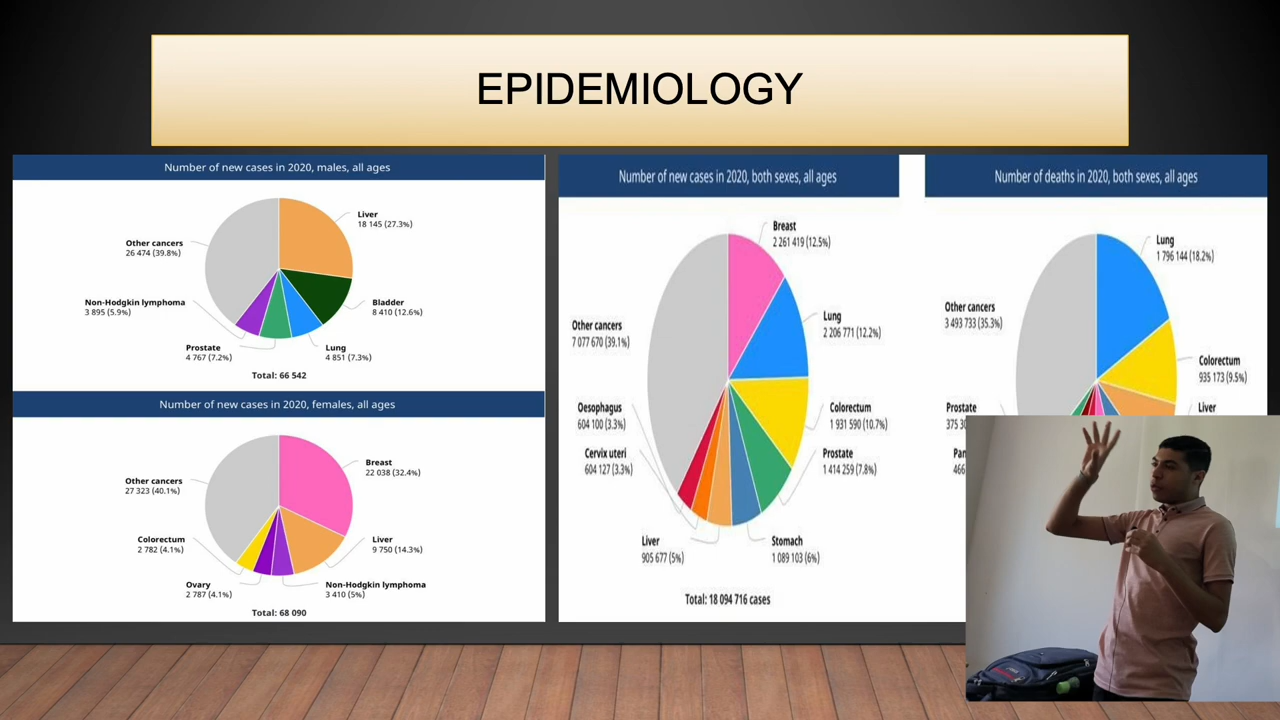 EPIDEMIOLOGY
Number of new cases in 2020, males, all ages
Liver
18 145 (27.3%)
Other cancers
26 474 (39.8%)
Non-Hodgkin lymphoma
3 895 (5.9%)
Bladder
8 410 (12.6%)
Prostate
4 767 (7.2%)
Lung
4 851 (7.3%)
Total: 66 542
Number of new cases in 2020, females, all ages
Breast
22 038 (32.4%)
Other cancers
27 323 (40.1%)
Colorectum
2 782 (4.1%)
Liver
9 750 (14.3%)
Ovary
2 787 (4.1%)
Non-Hodgkin lymphoma
3 410 (5%)
Total: 68 090
Number of new cases in 2020, both sexes, all ages
Breast
2 261 419 (12.5%)
Lung
2 206 771 (12.2%)
Other cancers
7 077 670 (39.1%)
Oesophagus
604 100 (3.3%)
Colorectum
1 931 590 (10.7%)
Cervix uteri
604 127 (3.3%)
Prostate
1 414 259 (7.8%)
Liver
905 677 (5%)
Stomach
1 089 103 (6%)
Total: 18 094 716 cases
Number of deaths in 2020, both sexes, all ages
Lung
1 796 144 (18.2%)
Other cancers
3 493 733 (35.3%)
Colorectum
935 173 (9.5%)
Prostate
375
Liver
466